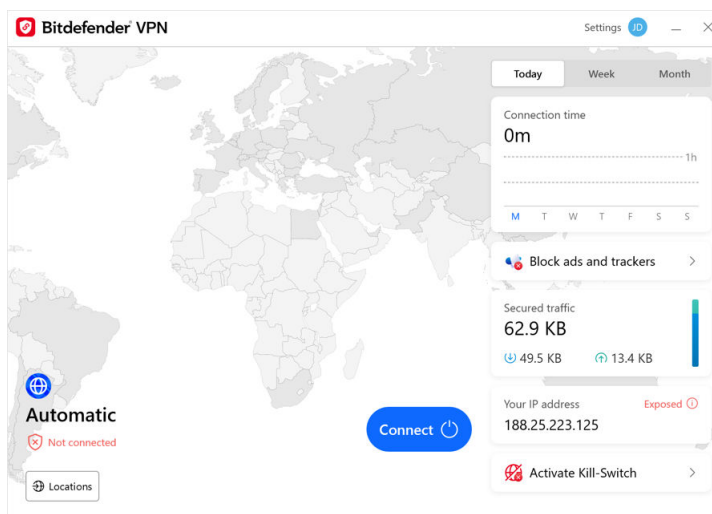 Bitdefender® VPN
Settings JD
Today Week Month
Connection time
0m
1h
M T W T F S S
Block ads and trackers
Secured traffic
62.9 KB
49.5 KB 13.4 KB
Your IP address Exposed
188.25.223.125
Activate Kill-Switch
Automatic
Not connected
Locations
Connect